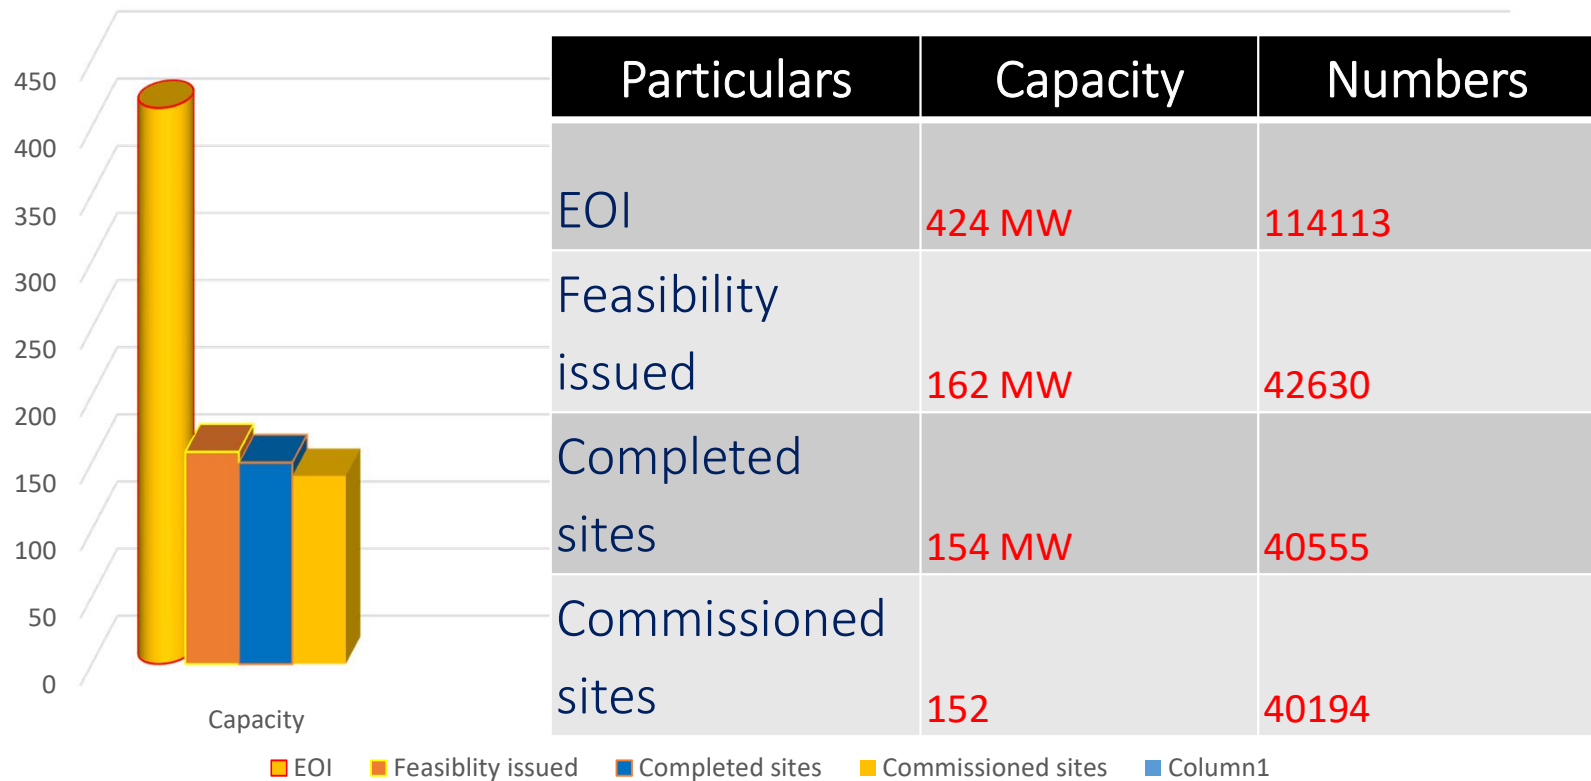 450
400
350
300
250
200
150
100
50
0
Capacity
Particulars Capacity Numbers
EOI 424 MW 114113
Feasibility
issued 162 MW 42630
Completed
sites 154 MW 40555
Commissioned
sites 152 40194
EOI Feasiblity issued Completed sites Commissioned sites Column1